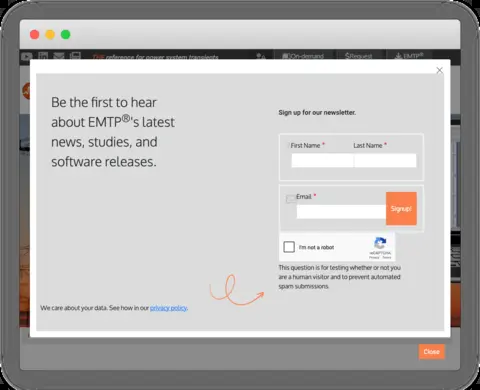 THE reference for power system transients
On-demand
$Request
EMTP®
Be the first to hear
about EMTP®'s latest
news, studies, and
software releases.
Sign up for our newsletter.
First Name * Last Name *
Email *
Signup!
I'm not a robot
reCAPTCHA
This question is for testing whether or not you
are a human visitor and to prevent automated
spam submissions.
We care about your data. See how in our privacy policy.
Close